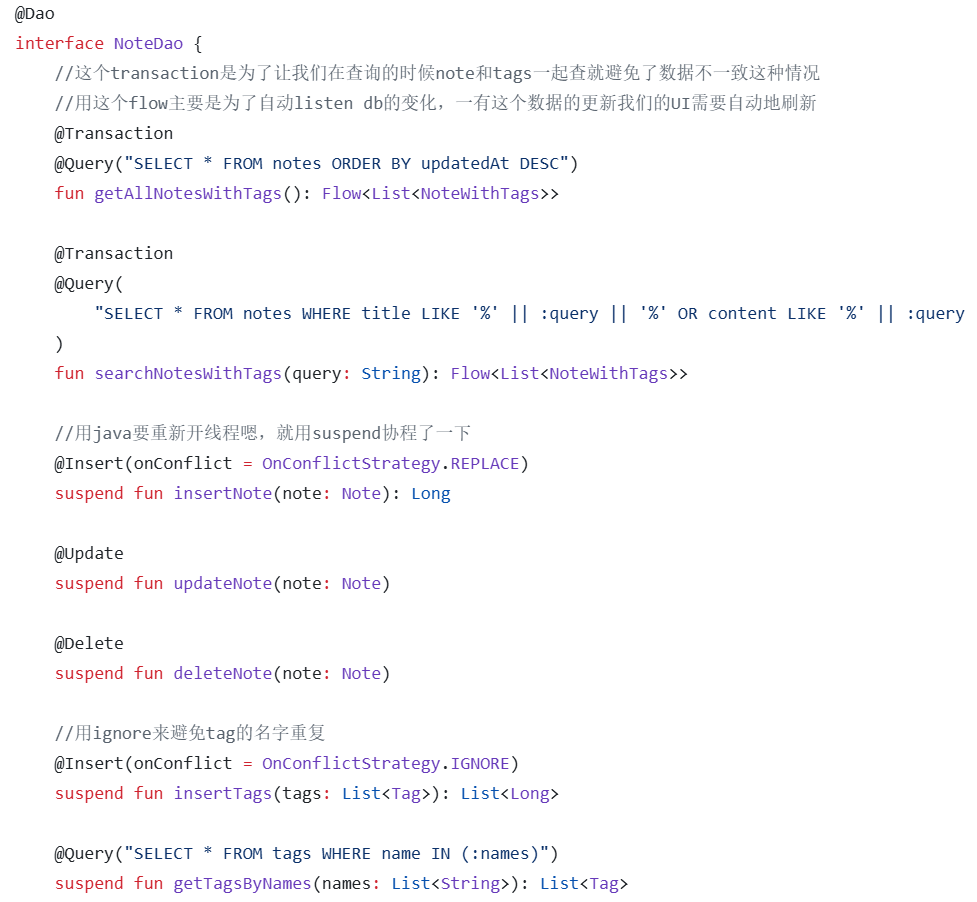 @Dao
interface NoteDao {
    //这个transaction是为了让我们在查询的时候note和tags一起查就避免了数据不一致这种情况
    //用这个flow主要是为了自动listen db的变化，一有这个数据的更新我们的UI需要自动地刷新
    @Transaction
    @Query("SELECT * FROM notes ORDER BY updatedAt DESC")
    fun getAllNotesWithTags(): Flow<List<NoteWithTags>>
    @Transaction
    @Query(
        "SELECT * FROM notes WHERE title LIKE '%' || :query || '%' OR content LIKE '%' || :query
    )
    fun searchNotesWithTags(query: String): Flow<List<NoteWithTags>>
    //用java要重新开线程嗯，就用suspend协程了一下
    @Insert(onConflict = OnConflictStrategy.REPLACE)
    suspend fun insertNote(note: Note): Long
    @Update
    suspend fun updateNote(note: Note)
    @Delete
    suspend fun deleteNote(note: Note)
    //用ignore来避免tag的名字重复
    @Insert(onConflict = OnConflictStrategy.IGNORE)
    suspend fun insertTags(tags: List<Tag>): List<Long>
    @Query("SELECT * FROM tags WHERE name IN (:names)")
    suspend fun getTagsByNames(names: List<String>): List<Tag>